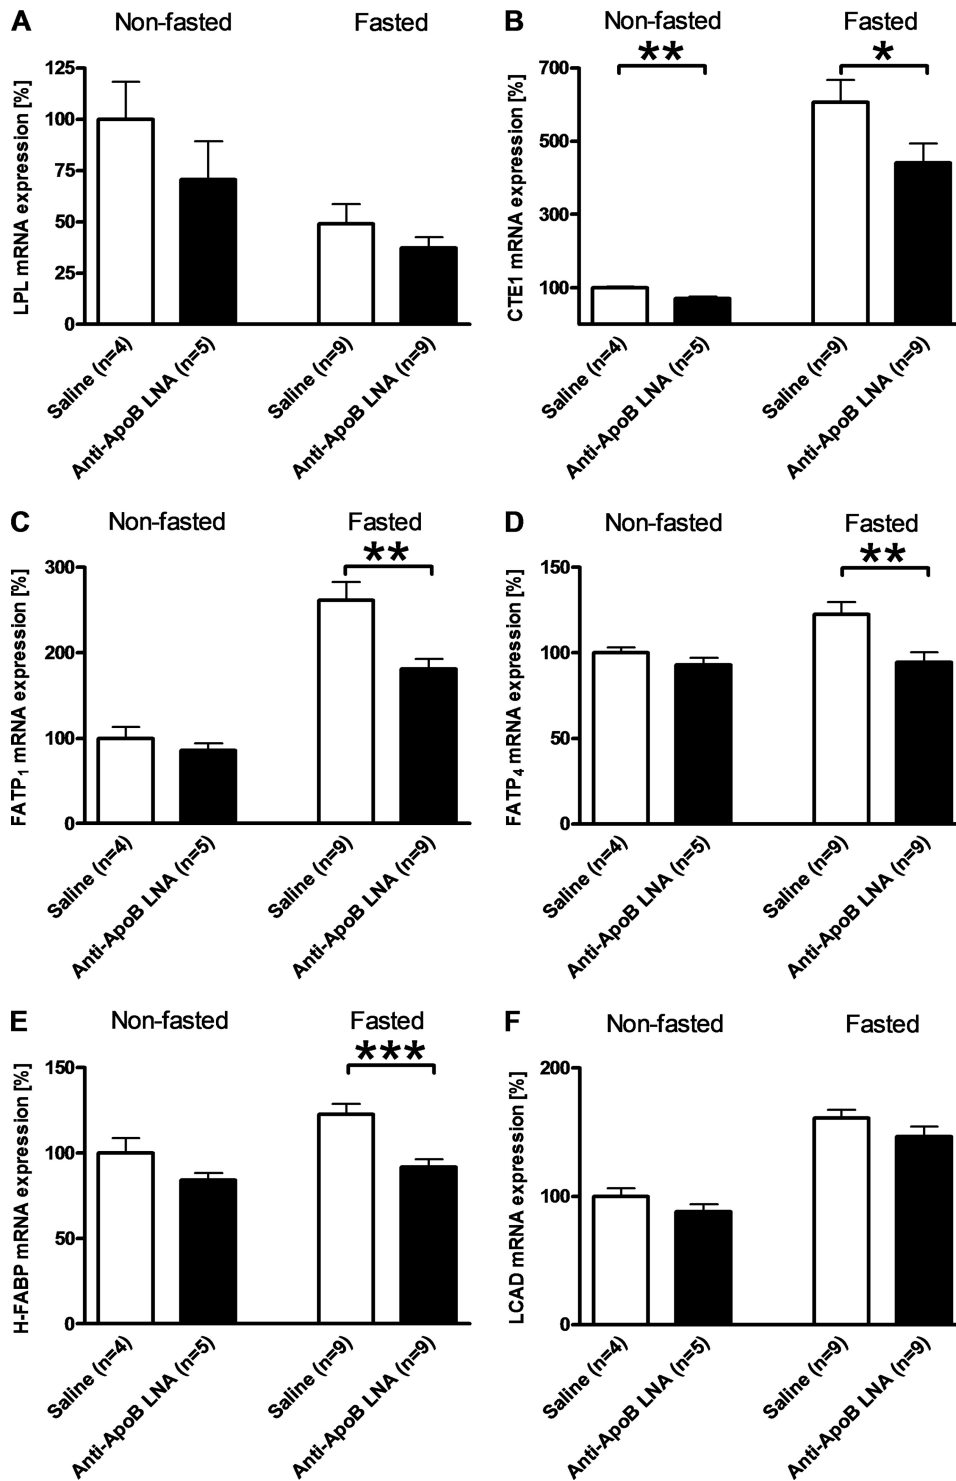 A
Non-fasted
Fasted
LPL mRNA expression [%]
125
100
75
50
25
0
Saline (n=4)
Anti-ApoB LNA (n=5)
Saline (n=9)
Anti-ApoB LNA (n=9)
B
Non-fasted
Fasted
**
*
CTE1 mRNA expression [%]
700
500
300
100
Saline (n=4)
Anti-ApoB LNA (n=5)
Saline (n=9)
Anti-ApoB LNA (n=9)
C
Non-fasted
Fasted
**
FATP₁ mRNA expression [%]
300
200
100
0
Saline (n=4)
Anti-ApoB LNA (n=5)
Saline (n=9)
Anti-ApoB LNA (n=9)
D
Non-fasted
Fasted
**
FATP₄ mRNA expression [%]
150
100
50
0
Saline (n=4)
Anti-ApoB LNA (n=5)
Saline (n=9)
Anti-ApoB LNA (n=9)
E
Non-fasted
Fasted
***
H-FABP mRNA expression [%]
150
100
50
0
Saline (n=4)
Anti-ApoB LNA (n=5)
Saline (n=9)
Anti-ApoB LNA (n=9)
F
Non-fasted
Fasted
LCAD mRNA expression [%]
200
100
0
Saline (n=4)
Anti-ApoB LNA (n=5)
Saline (n=9)
Anti-ApoB LNA (n=9)